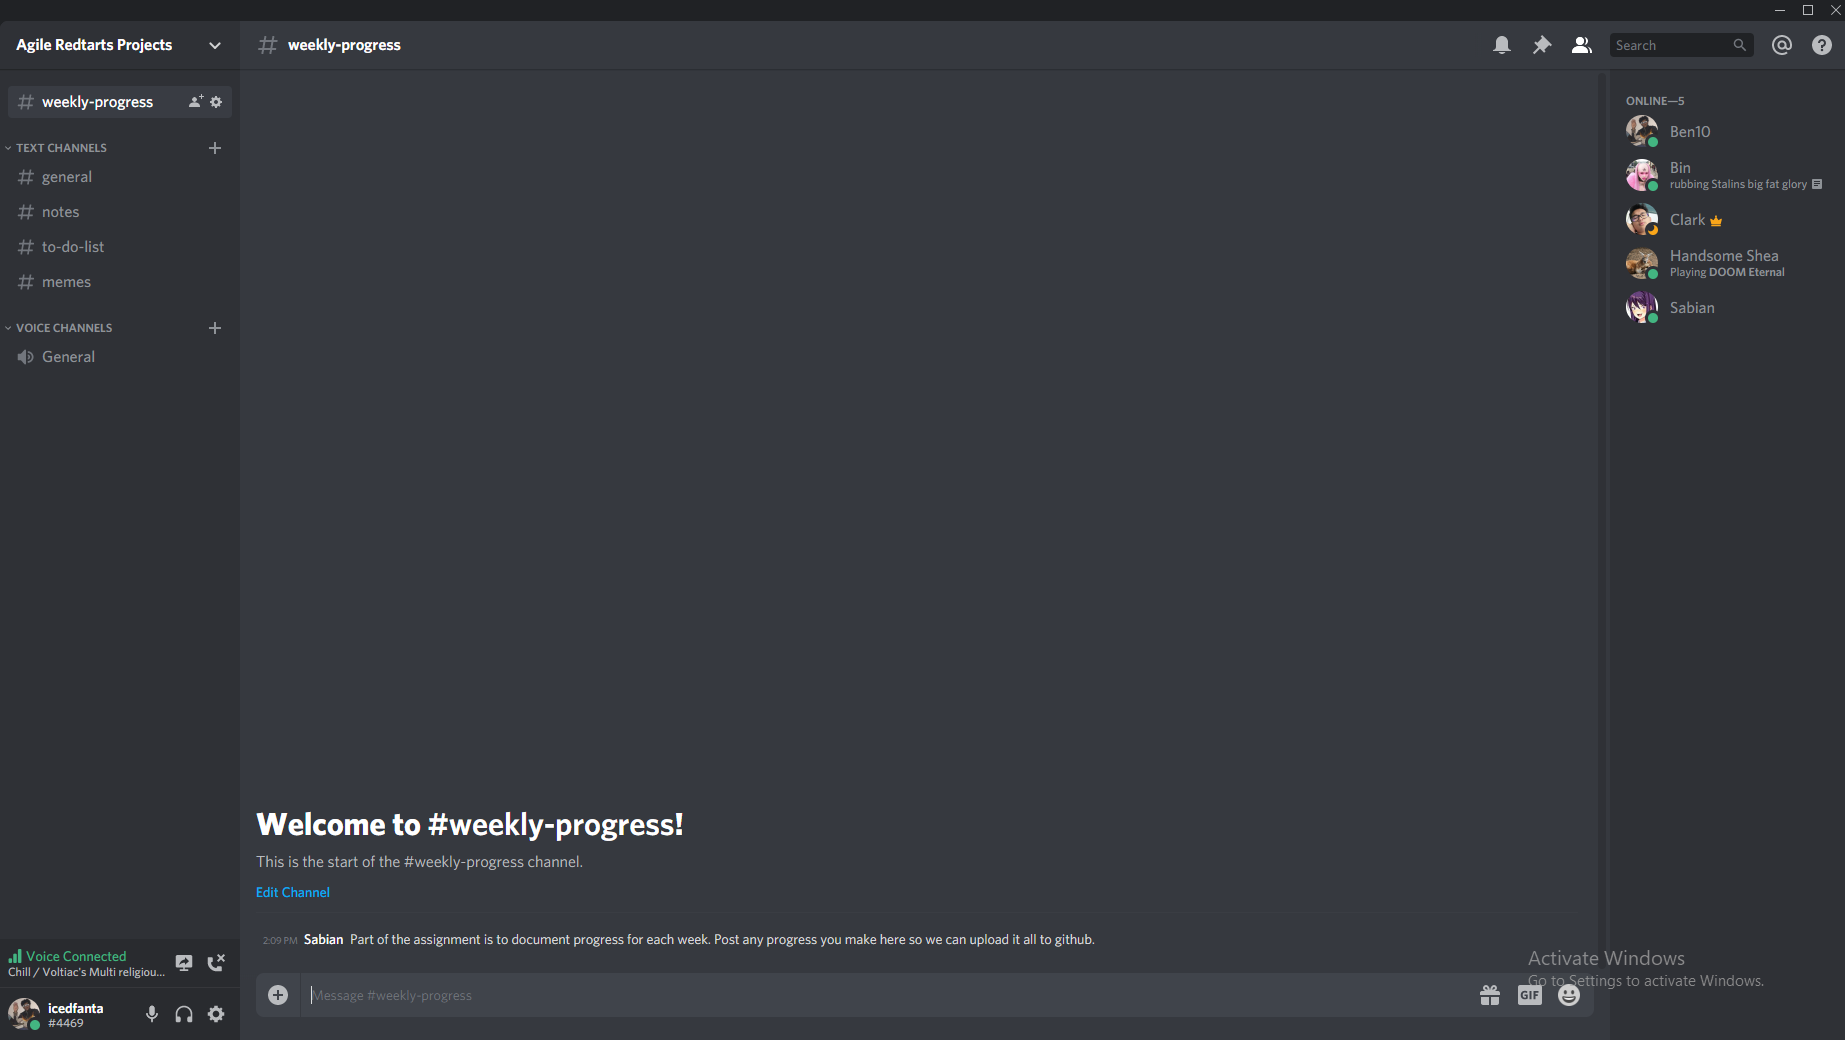 Agile Redtarts Projects
weekly-progress
Search
weekly-progress
TEXT CHANNELS
general
notes
to-do-list
memes
VOICE CHANNELS
General
Voice Connected
Chill / Voltiac's Multi religiou...
icedfanta
#4469
Welcome to #weekly-progress!
This is the start of the #weekly-progress channel.
Edit Channel
2:09 PM Sabian Part of the assignment is to document progress for each week. Post any progress you make here so we can upload it all to github.
Message #weekly-progress
GIF
ONLINE—5
Ben10
Bin
rubbing Stalins big fat glory
Clark
Handsome Shea
Playing DOOM Eternal
Sabian
Activate Windows
Go to Settings to activate Windows.